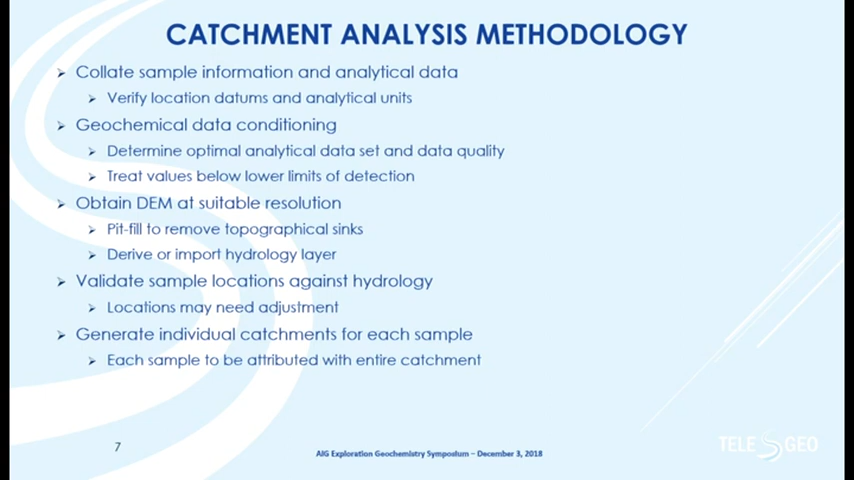 CATCHMENT ANALYSIS METHODOLOGY
Collate sample information and analytical data
Verify location datums and analytical units
Geochemical data conditioning
Determine optimal analytical data set and data quality
Treat values below lower limits of detection
Obtain DEM at suitable resolution
Pit-fill to remove topographical sinks
Derive or import hydrology layer
Validate sample locations against hydrology
Locations may need adjustment
Generate individual catchments for each sample
Each sample to be attributed with entire catchment
7
AIG Exploration Geochemistry Symposium – December 3, 2018
TELE GEO